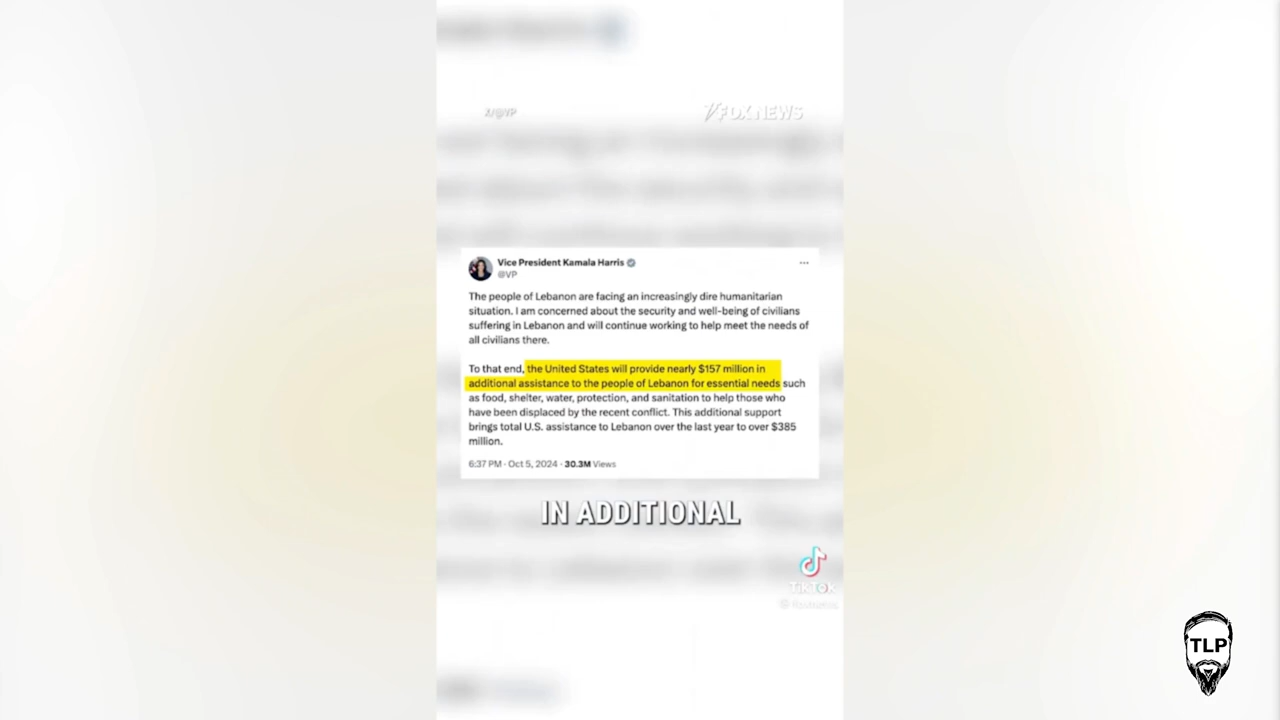 X/@VP
FOX NEWS
Vice President Kamala Harris
@VP
The people of Lebanon are facing an increasingly dire humanitarian
situation. I am concerned about the security and well-being of civilians
suffering in Lebanon and will continue working to help meet the needs of
all civilians there.
To that end, the United States will provide nearly $157 million in
additional assistance to the people of Lebanon for essential needs such
as food, shelter, water, protection, and sanitation to help those who
have been displaced by the recent conflict. This additional support
brings total U.S. assistance to Lebanon over the last year to over $385
million.
6:37 PM · Oct 5, 2024 · 30.3M Views
IN ADDITIONAL
TikTok
TLP